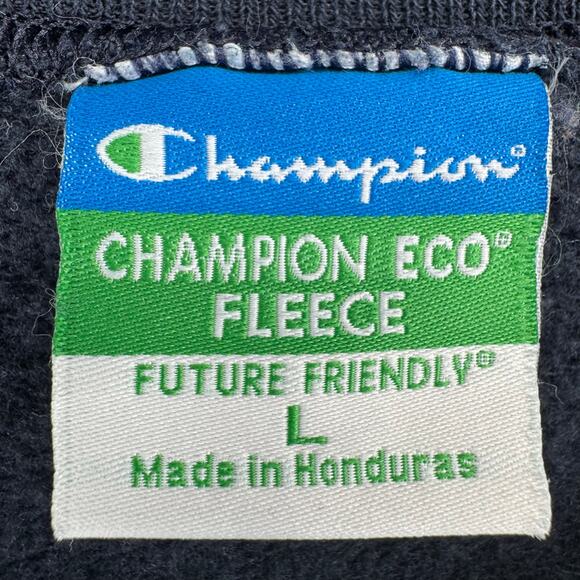 Champion®
CHAMPION ECO®
FLEECE
FUTURE FRIENDLY®
L
Made in Honduras